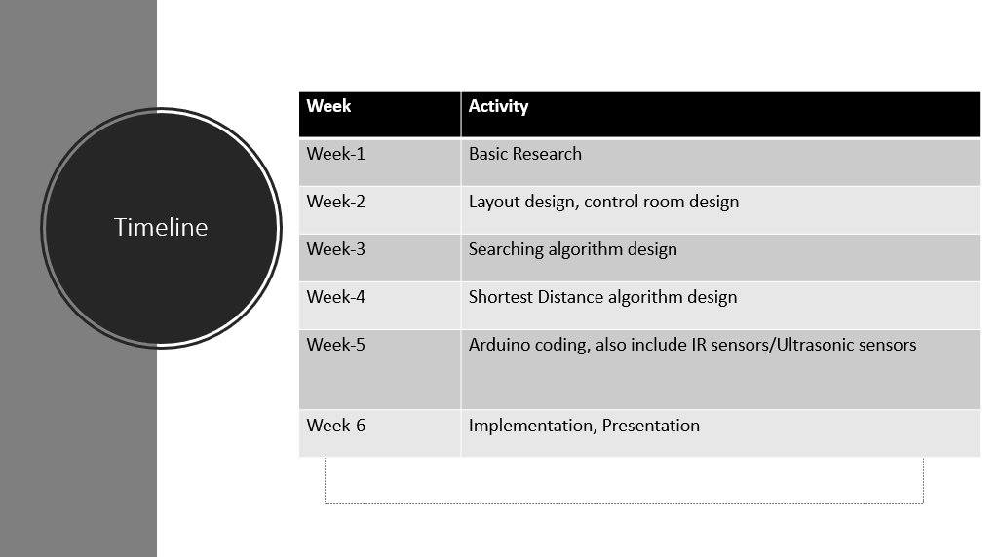 Timeline
Week Activity
Week-1 Basic Research
Week-2 Layout design, control room design
Week-3 Searching algorithm design
Week-4 Shortest Distance algorithm design
Week-5 Arduino coding, also include IR sensors/Ultrasonic sensors
Week-6 Implementation, Presentation